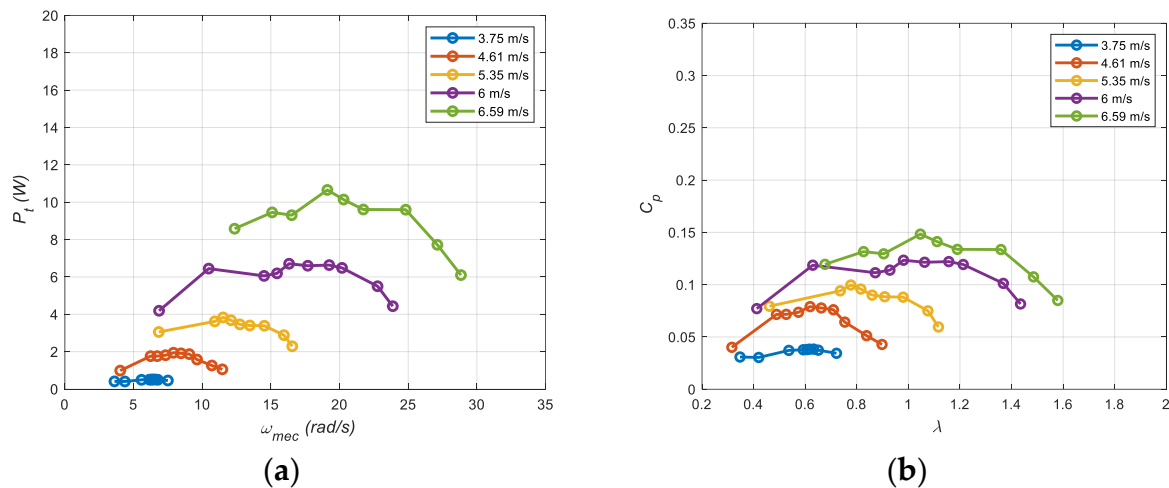 20
18
16
14
12
10
8
6
4
2
0
P_t (W)
0 5 10 15 20 25 30 35
ω_mec (rad/s)
3.75 m/s
4.61 m/s
5.35 m/s
6 m/s
6.59 m/s
(a)
0.35
0.3
0.25
0.2
0.15
0.1
0.05
0
C_p
0.2 0.4 0.6 0.8 1 1.2 1.4 1.6 1.8 2
λ
3.75 m/s
4.61 m/s
5.35 m/s
6 m/s
6.59 m/s
(b)